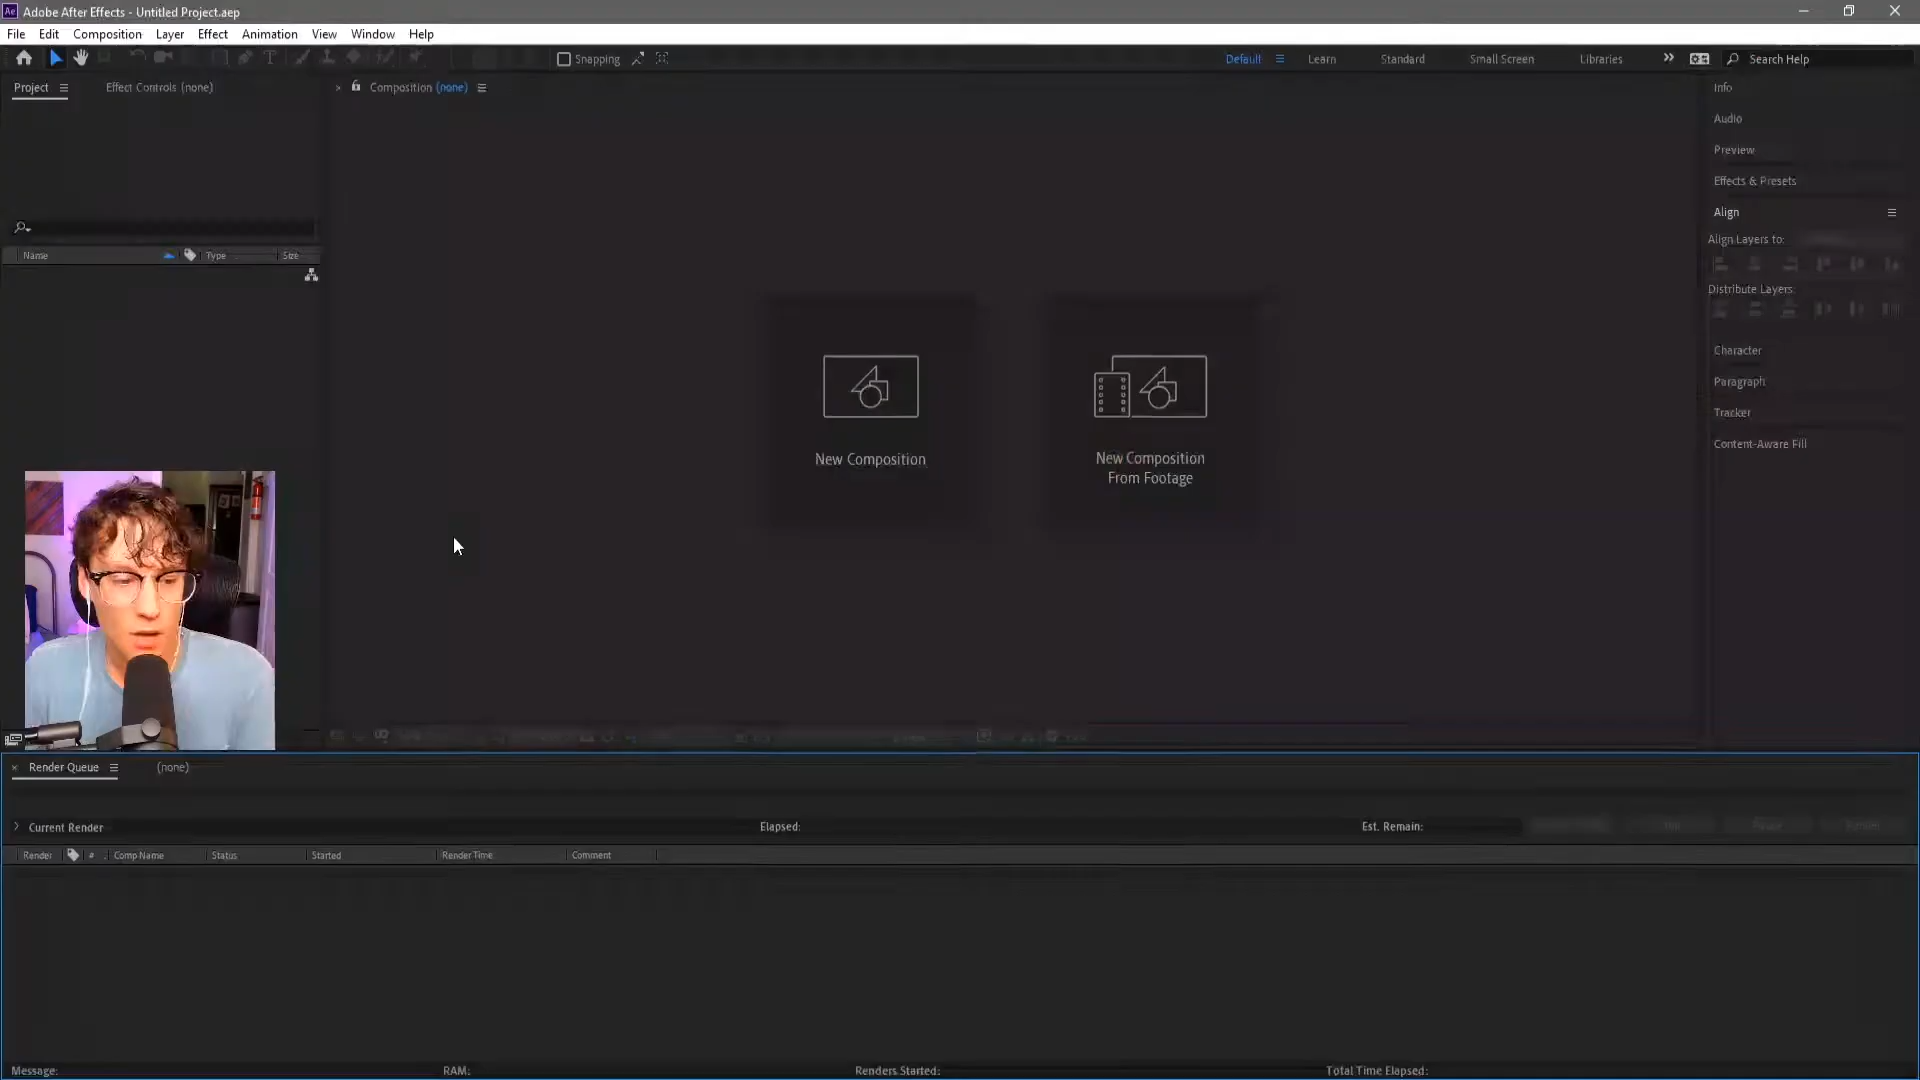 Ae Adobe After Effects - Untitled Project.aep
File Edit Composition Layer Effect Animation View Window Help
Snapping Default Learn Standard Small Screen Libraries Search Help
Project Effect Controls (none) Composition (none)
Info
Audio
Preview
Effects & Presets
Align
Align Layers to:
Distribute Layers:
Character
Paragraph
Tracker
Content-Aware Fill
Name Type Size
New Composition
New Composition
From Footage
Render Queue (none)
Current Render Elapsed: Est. Remain:
Render # Comp Name Status Started Render Time Comment
Message: RAM: Renders Started: Total Time Elapsed: